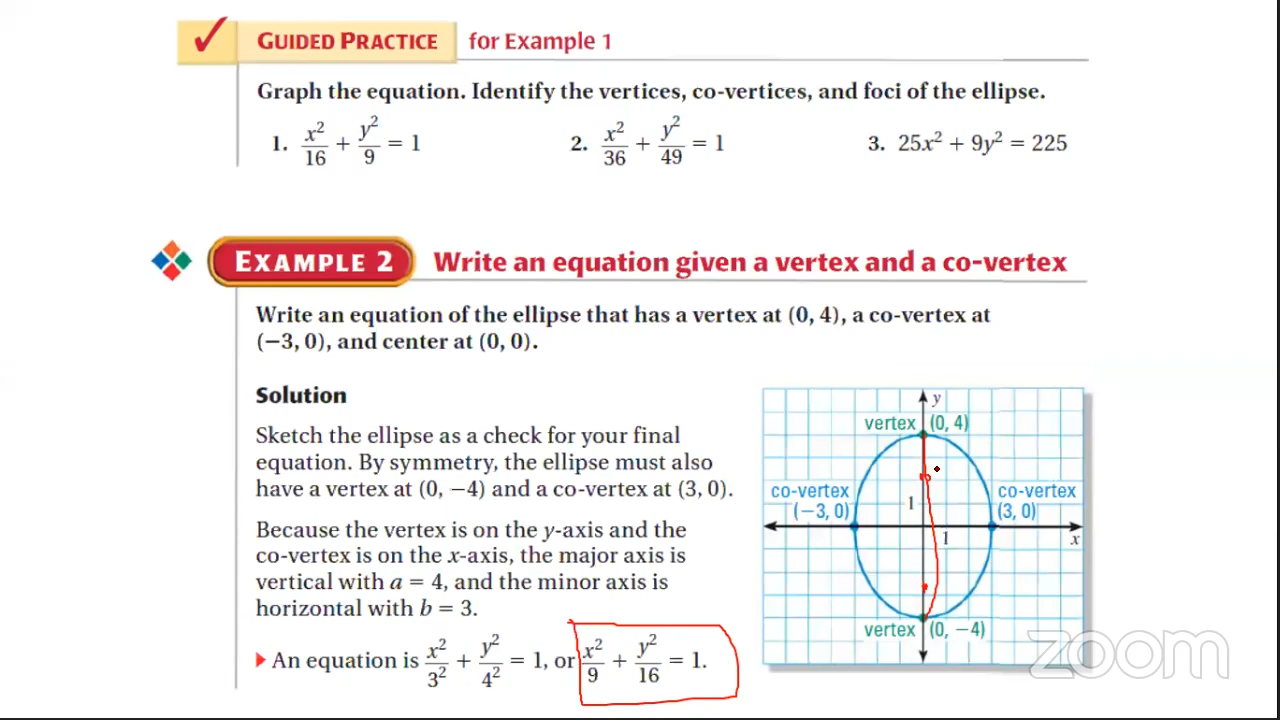 ✓ GUIDED PRACTICE for Example 1
Graph the equation. Identify the vertices, co-vertices, and foci of the ellipse.
1. x²/16 + y²/9 = 1 2. x²/36 + y²/49 = 1 3. 25x² + 9y² = 225
EXAMPLE 2 Write an equation given a vertex and a co-vertex
Write an equation of the ellipse that has a vertex at (0, 4), a co-vertex at
(−3, 0), and center at (0, 0).
Solution
Sketch the ellipse as a check for your final
equation. By symmetry, the ellipse must also
have a vertex at (0, −4) and a co-vertex at (3, 0).
Because the vertex is on the y-axis and the
co-vertex is on the x-axis, the major axis is
vertical with a = 4, and the minor axis is
horizontal with b = 3.
An equation is x²/3² + y²/4² = 1, or x²/9 + y²/16 = 1.
y
vertex (0, 4)
co-vertex
(−3, 0)
co-vertex
(3, 0)
1
1
x
vertex (0, −4)
zoom